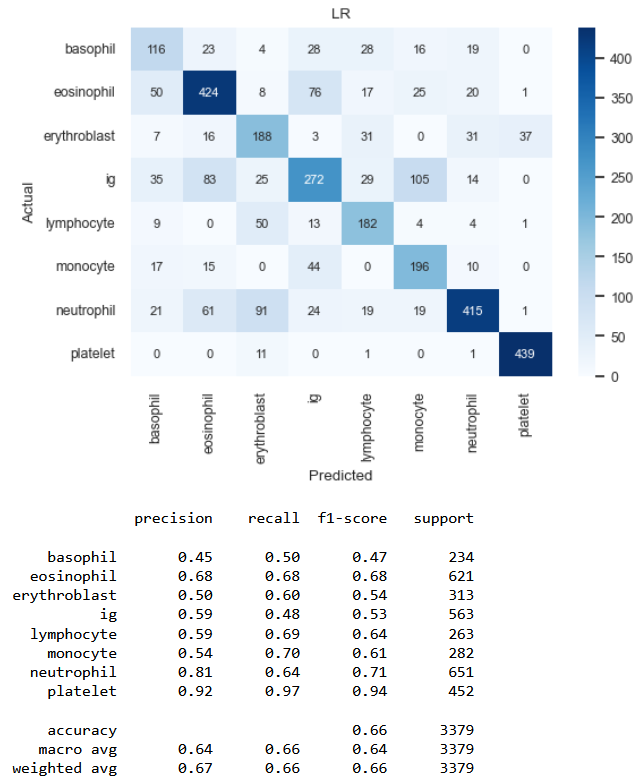 LR
basophil 116 23 4 28 28 16 19 0
eosinophil 50 424 8 76 17 25 20 1
erythroblast 7 16 188 3 31 0 31 37
ig 35 83 25 272 29 105 14 0
lymphocyte 9 0 50 13 182 4 4 1
monocyte 17 15 0 44 0 196 10 0
neutrophil 21 61 91 24 19 19 415 1
platelet 0 0 11 0 1 0 1 439
Actual
basophil eosinophil erythroblast ig lymphocyte monocyte neutrophil platelet
Predicted
400
350
300
250
200
150
100
50
0
precision recall f1-score support
basophil 0.45 0.50 0.47 234
eosinophil 0.68 0.68 0.68 621
erythroblast 0.50 0.60 0.54 313
ig 0.59 0.48 0.53 563
lymphocyte 0.59 0.69 0.64 263
monocyte 0.54 0.70 0.61 282
neutrophil 0.81 0.64 0.71 651
platelet 0.92 0.97 0.94 452
accuracy 0.66 3379
macro avg 0.64 0.66 0.64 3379
weighted avg 0.67 0.66 0.66 3379